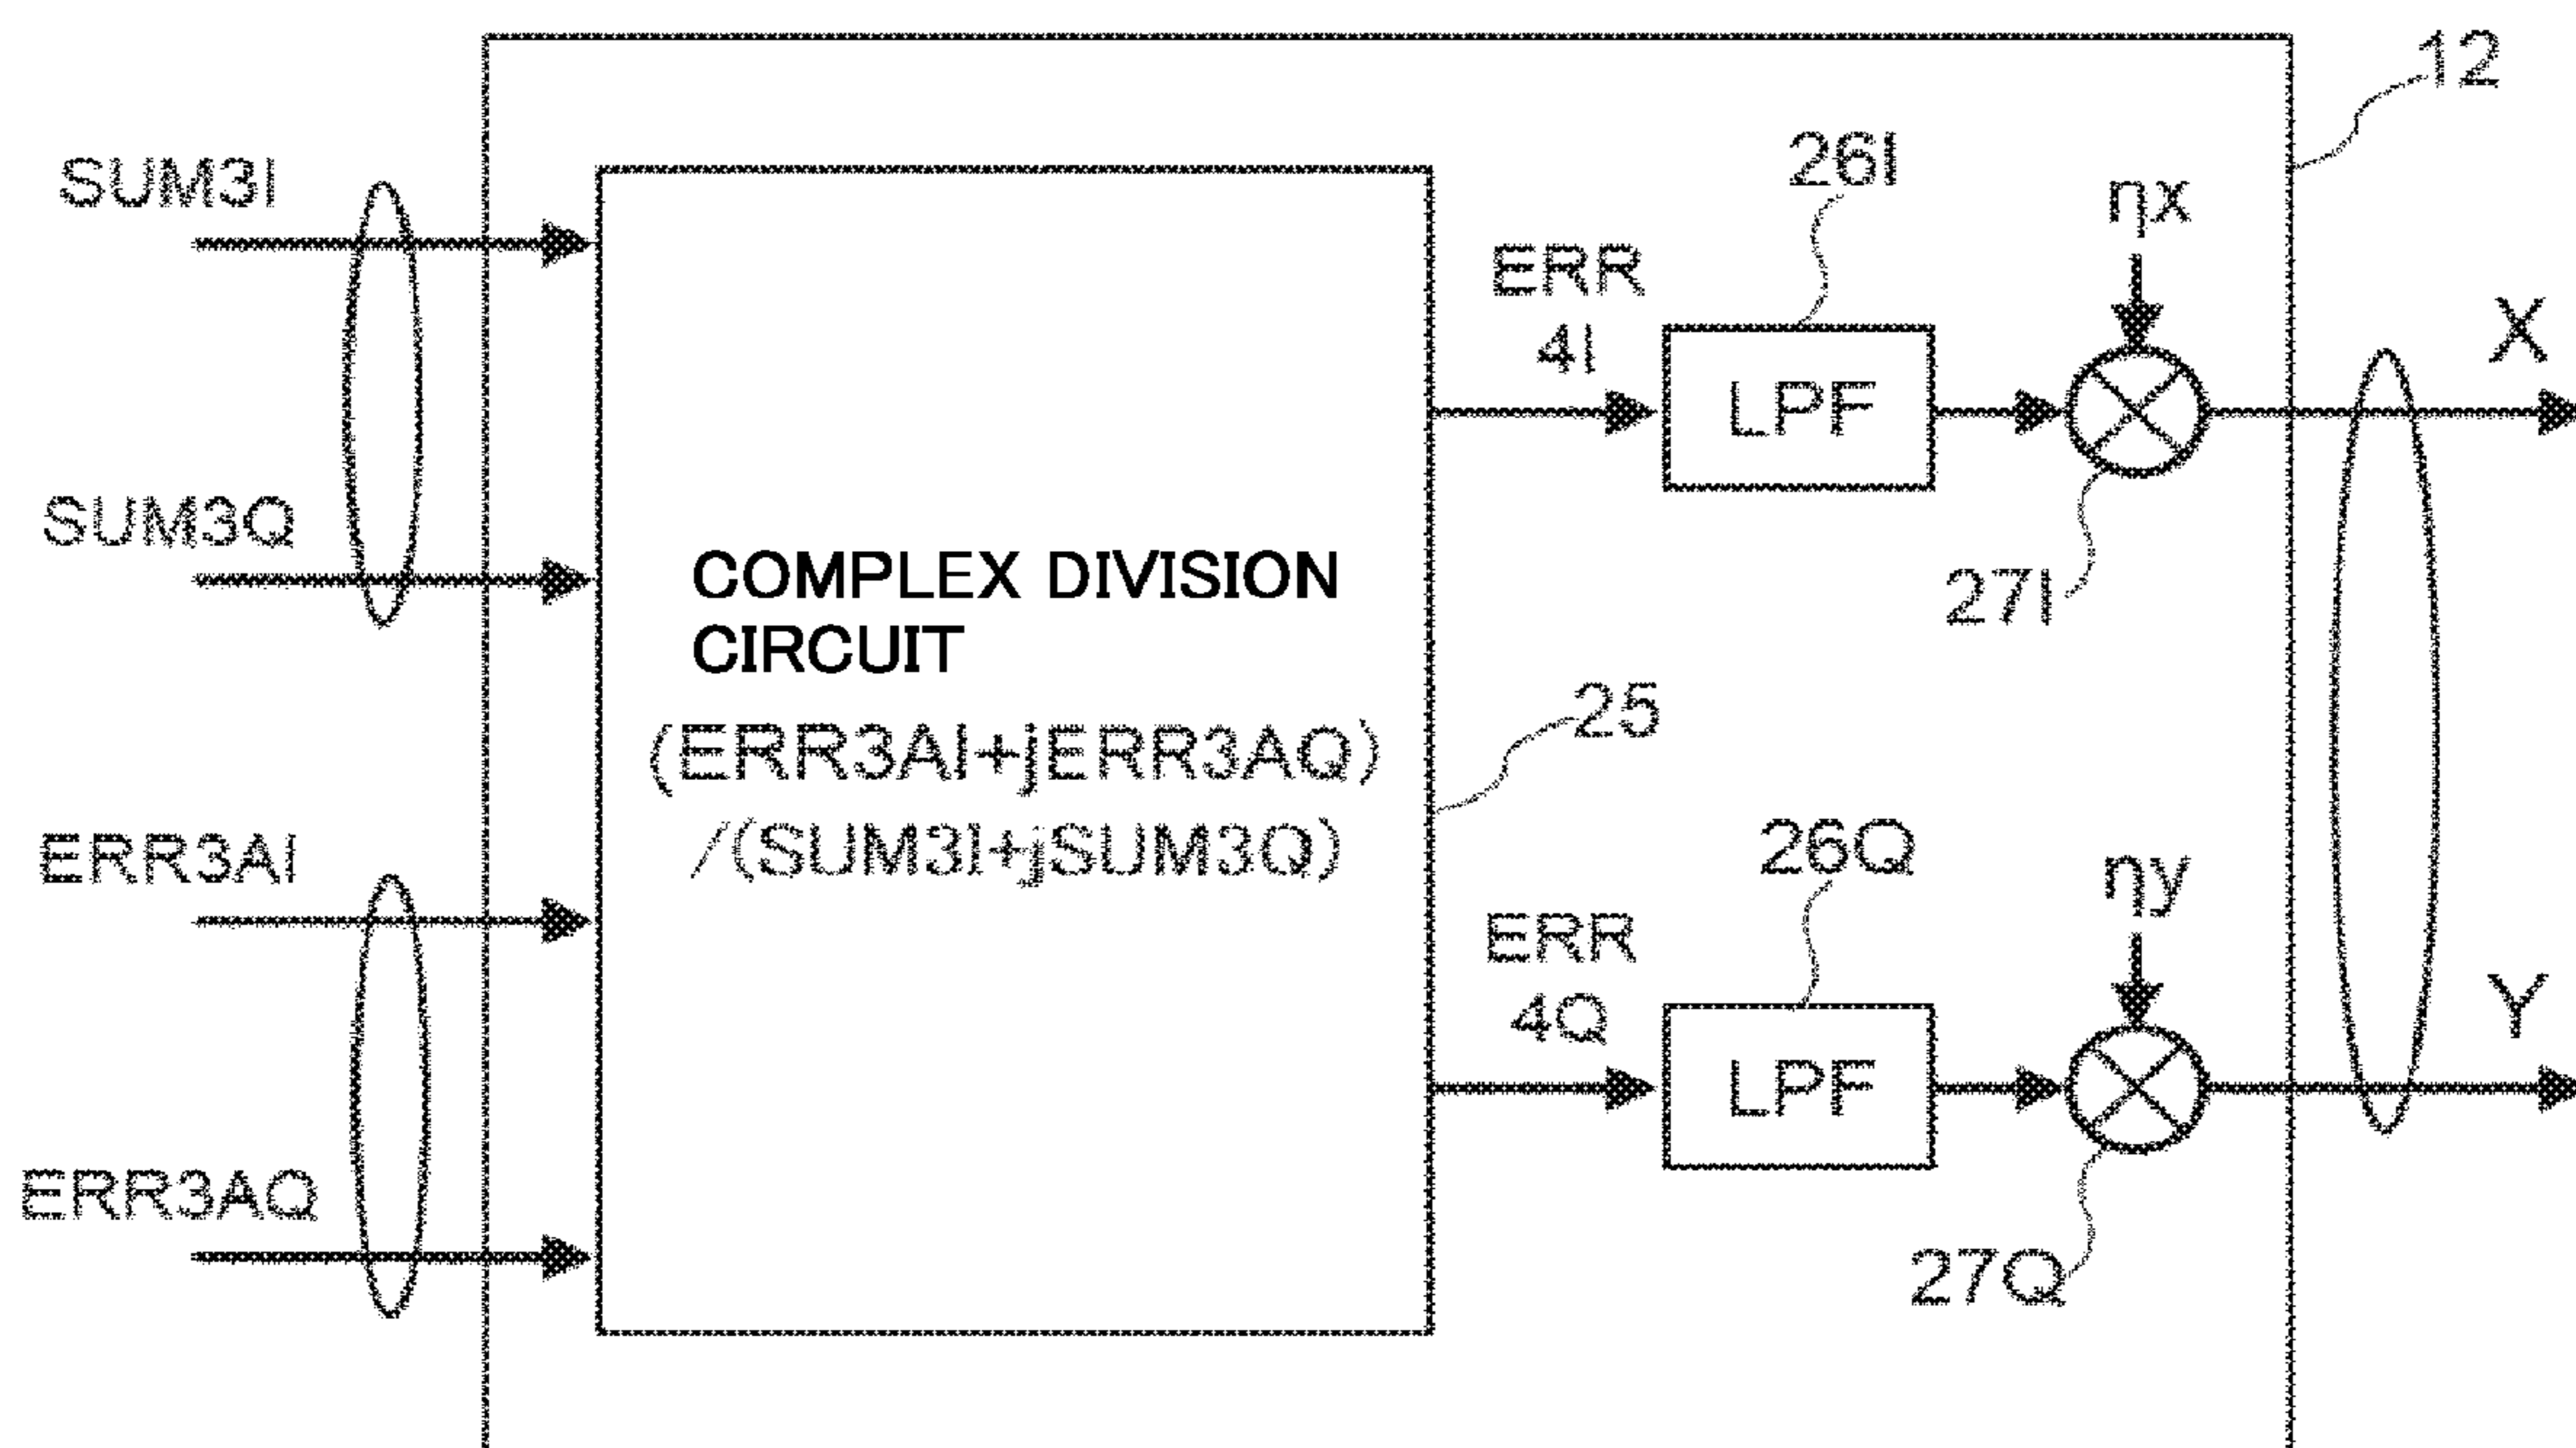 12
SUM3I
26I
ηx
ERR
4I
X
LPF
SUM3Q
27I
COMPLEX DIVISION
CIRCUIT
(ERR3AI+jERR3AQ)
/(SUM3I+jSUM3Q)
25
ERR3AI
26Q
ηy
ERR
4Q
Y
LPF
ERR3AQ
27Q